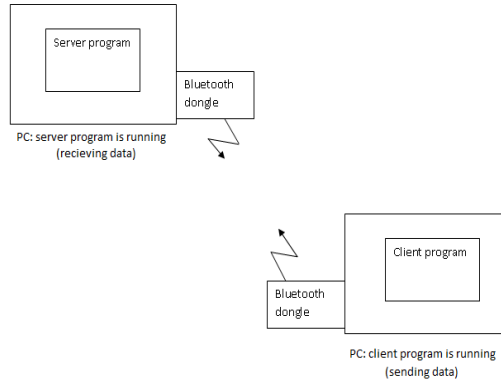 Server program
Bluetooth
dongle
PC: server program is running
(recieving data)
Client program
Bluetooth
dongle
PC: client program is running
(sending data)